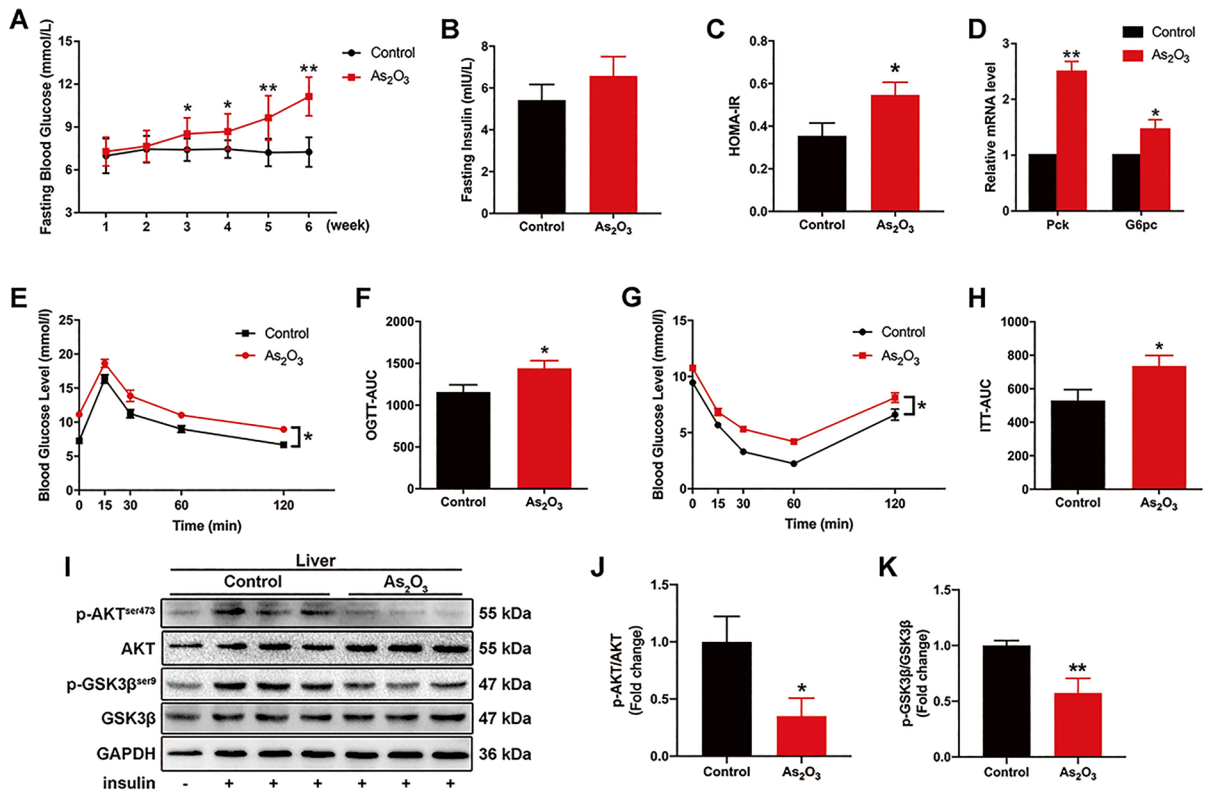 A
Fasting Blood Glucose (mmol/L)
15
12
9
6
3
1 2 3 4 5 6 (week)
Control
As₂O₃
* * ** **
B
Fasting Insulin (mIU/L)
8
6
4
2
0
Control As₂O₃
C
HOMA-IR
0.8
0.6
0.4
0.2
0.0
*
Control As₂O₃
D
Relative mRNA level
3
2
1
0
** *
Pck G6pc
Control
As₂O₃
E
Blood Glucose Level (mmol/l)
25
20
15
10
5
0
0 15 30 60 120
Time (min)
Control
As₂O₃
*
F
OGTT-AUC
2000
1500
1000
500
0
*
Control As₂O₃
G
Blood Glucose Level (mmol/l)
15
10
5
0
0 15 30 60 120
Time (min)
Control
As₂O₃
*
H
ITT-AUC
1000
800
600
400
200
0
*
Control As₂O₃
I
Liver
Control As₂O₃
p-AKTˢᵉʳ⁴⁷³ 55 kDa
AKT 55 kDa
p-GSK3βˢᵉʳ⁹ 47 kDa
GSK3β 47 kDa
GAPDH 36 kDa
insulin - + + + + + +
J
p-AKT/AKT
(Fold change)
1.5
1.0
0.5
0.0
*
Control As₂O₃
K
p-GSK3β/GSK3β
(Fold change)
1.5
1.0
0.5
0.0
**
Control As₂O₃